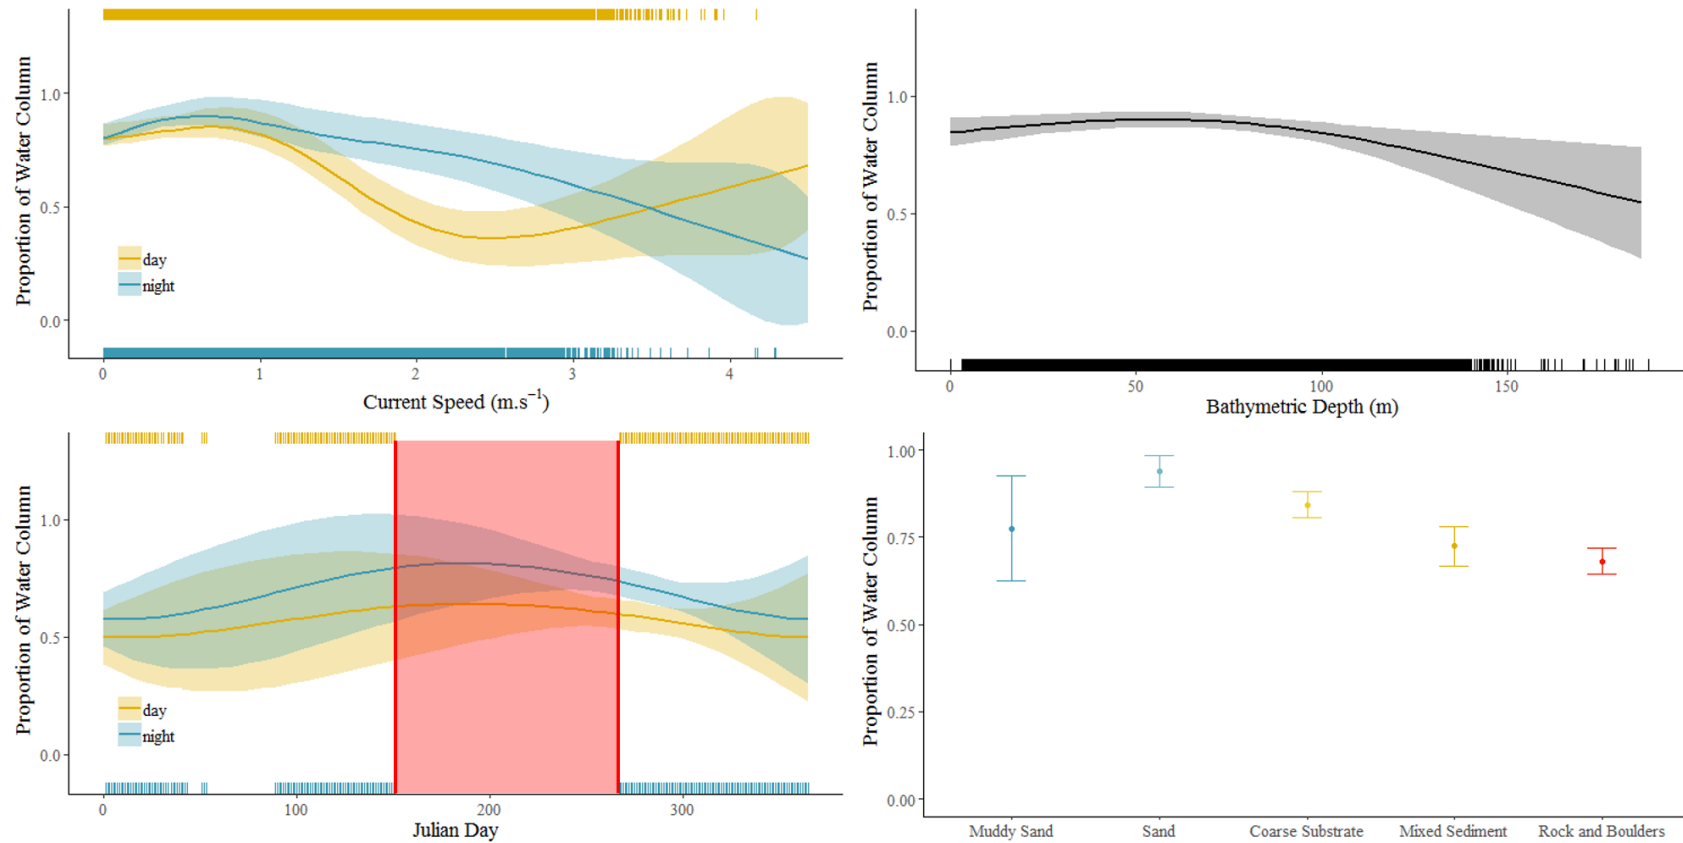 Proportion of Water Column
1.0
0.5
0.0
day
night
0 1 2 3 4
Current Speed (m.s⁻¹)
Proportion of Water Column
1.0
0.5
0.0
0 50 100 150
Bathymetric Depth (m)
Proportion of Water Column
1.0
0.5
0.0
day
night
0 100 200 300
Julian Day
Proportion of Water Column
1.00
0.75
0.50
0.25
0.00
Muddy Sand Sand Coarse Substrate Mixed Sediment Rock and Boulders